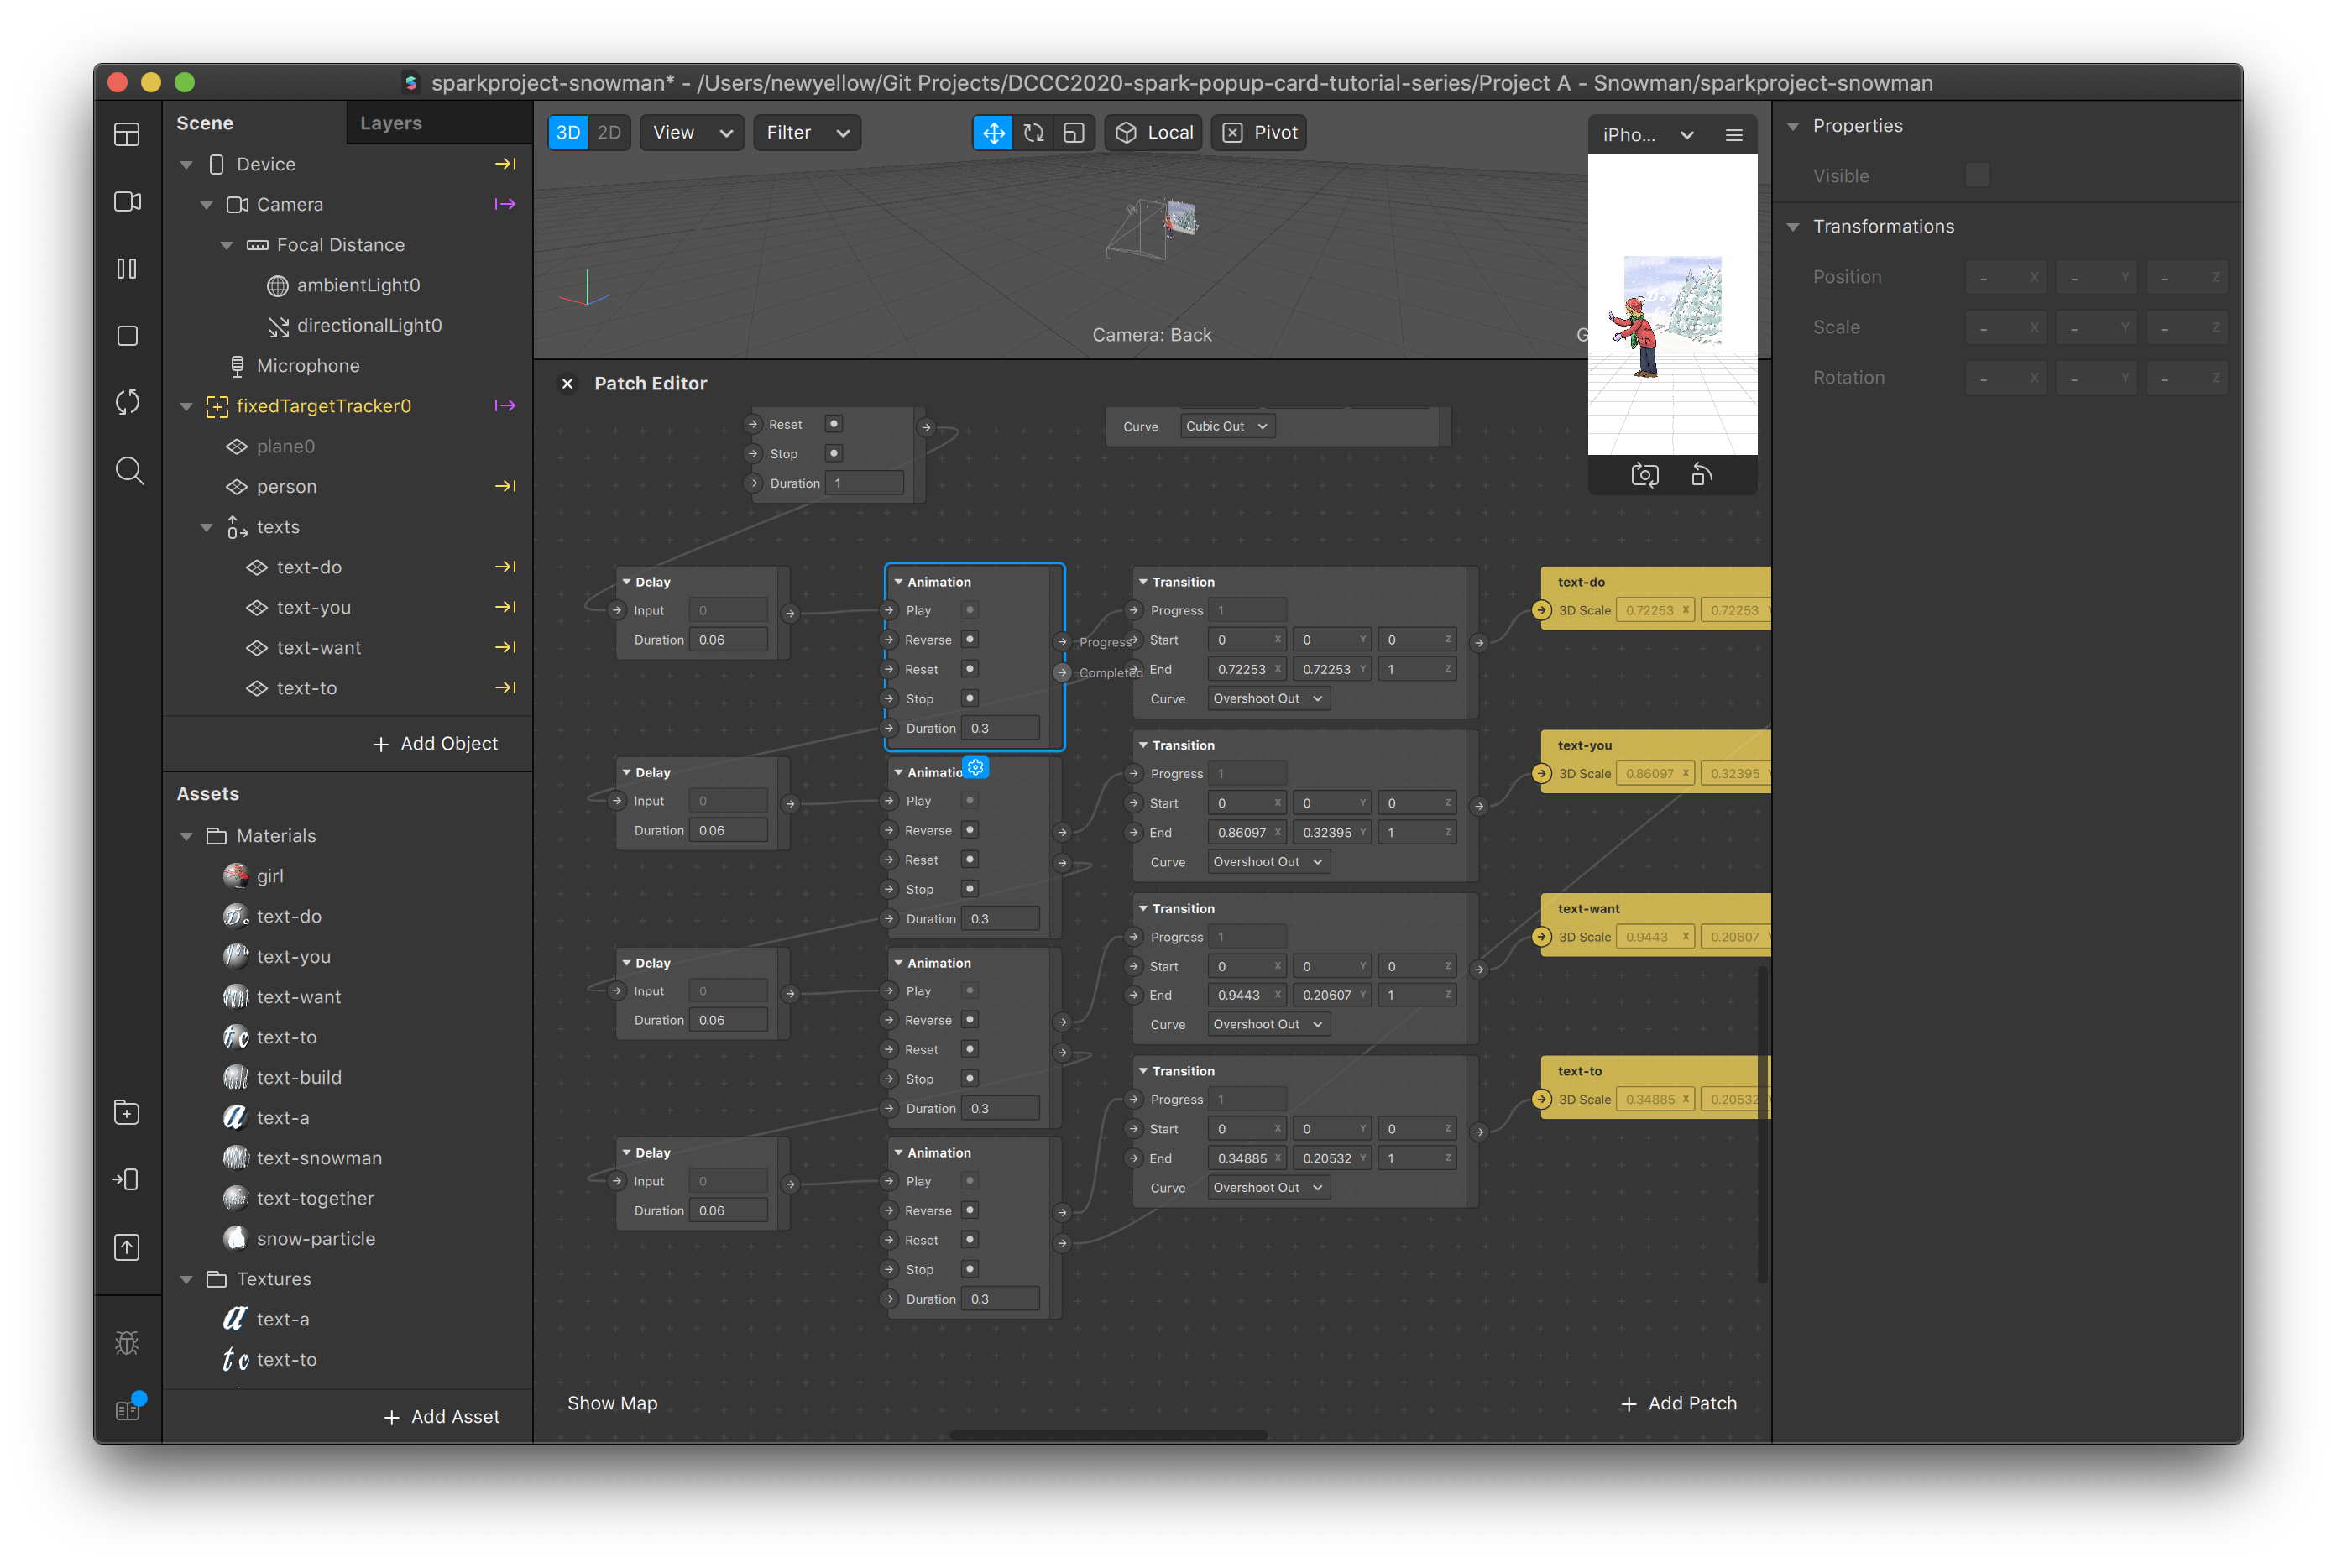 sparkproject-snowman* - /Users/newyellow/Git Projects/DCCC2020-spark-popup-card-tutorial-series/Project A - Snowman/sparkproject-snowman
Scene
Layers
Device
Camera
Focal Distance
ambientLight0
directionalLight0
Microphone
fixedTargetTracker0
plane0
person
texts
text-do
text-you
text-want
text-to
+ Add Object
Assets
Materials
girl
text-do
text-you
text-want
text-to
text-build
text-a
text-snowman
text-together
snow-particle
Textures
text-a
text-to
+ Add Asset
3D 2D View Filter Local Pivot
Camera: Back
iPho...
Patch Editor
Reset
Stop
Duration 1
Curve Cubic Out
Delay
Input 0
Duration 0.06
Animation
Play
Reverse
Reset
Stop
Duration 0.3
Progress
Completed
Transition
Progress 1
Start 0 X 0 Y 0 Z
End 0.72253 X 0.72253 Y 1 Z
Curve Overshoot Out
text-do
3D Scale 0.72253 X 0.72253
Delay
Input 0
Duration 0.06
Animatio
Play
Reverse
Reset
Stop
Duration 0.3
Transition
Progress 1
Start 0 X 0 Y 0 Z
End 0.86097 X 0.32395 Y 1 Z
Curve Overshoot Out
text-you
3D Scale 0.86097 X 0.32395
Delay
Input 0
Duration 0.06
Animation
Play
Reverse
Reset
Stop
Duration 0.3
Transition
Progress 1
Start 0 X 0 Y 0 Z
End 0.9443 X 0.20607 Y 1 Z
Curve Overshoot Out
text-want
3D Scale 0.9443 X 0.20607
Delay
Input 0
Duration 0.06
Animation
Play
Reverse
Reset
Stop
Duration 0.3
Transition
Progress 1
Start 0 X 0 Y 0 Z
End 0.34885 X 0.20532 Y 1 Z
Curve Overshoot Out
text-to
3D Scale 0.34885 X 0.20532
Show Map
+ Add Patch
Properties
Visible
Transformations
Position - X - Y - Z
Scale - X - Y - Z
Rotation - X - Y - Z